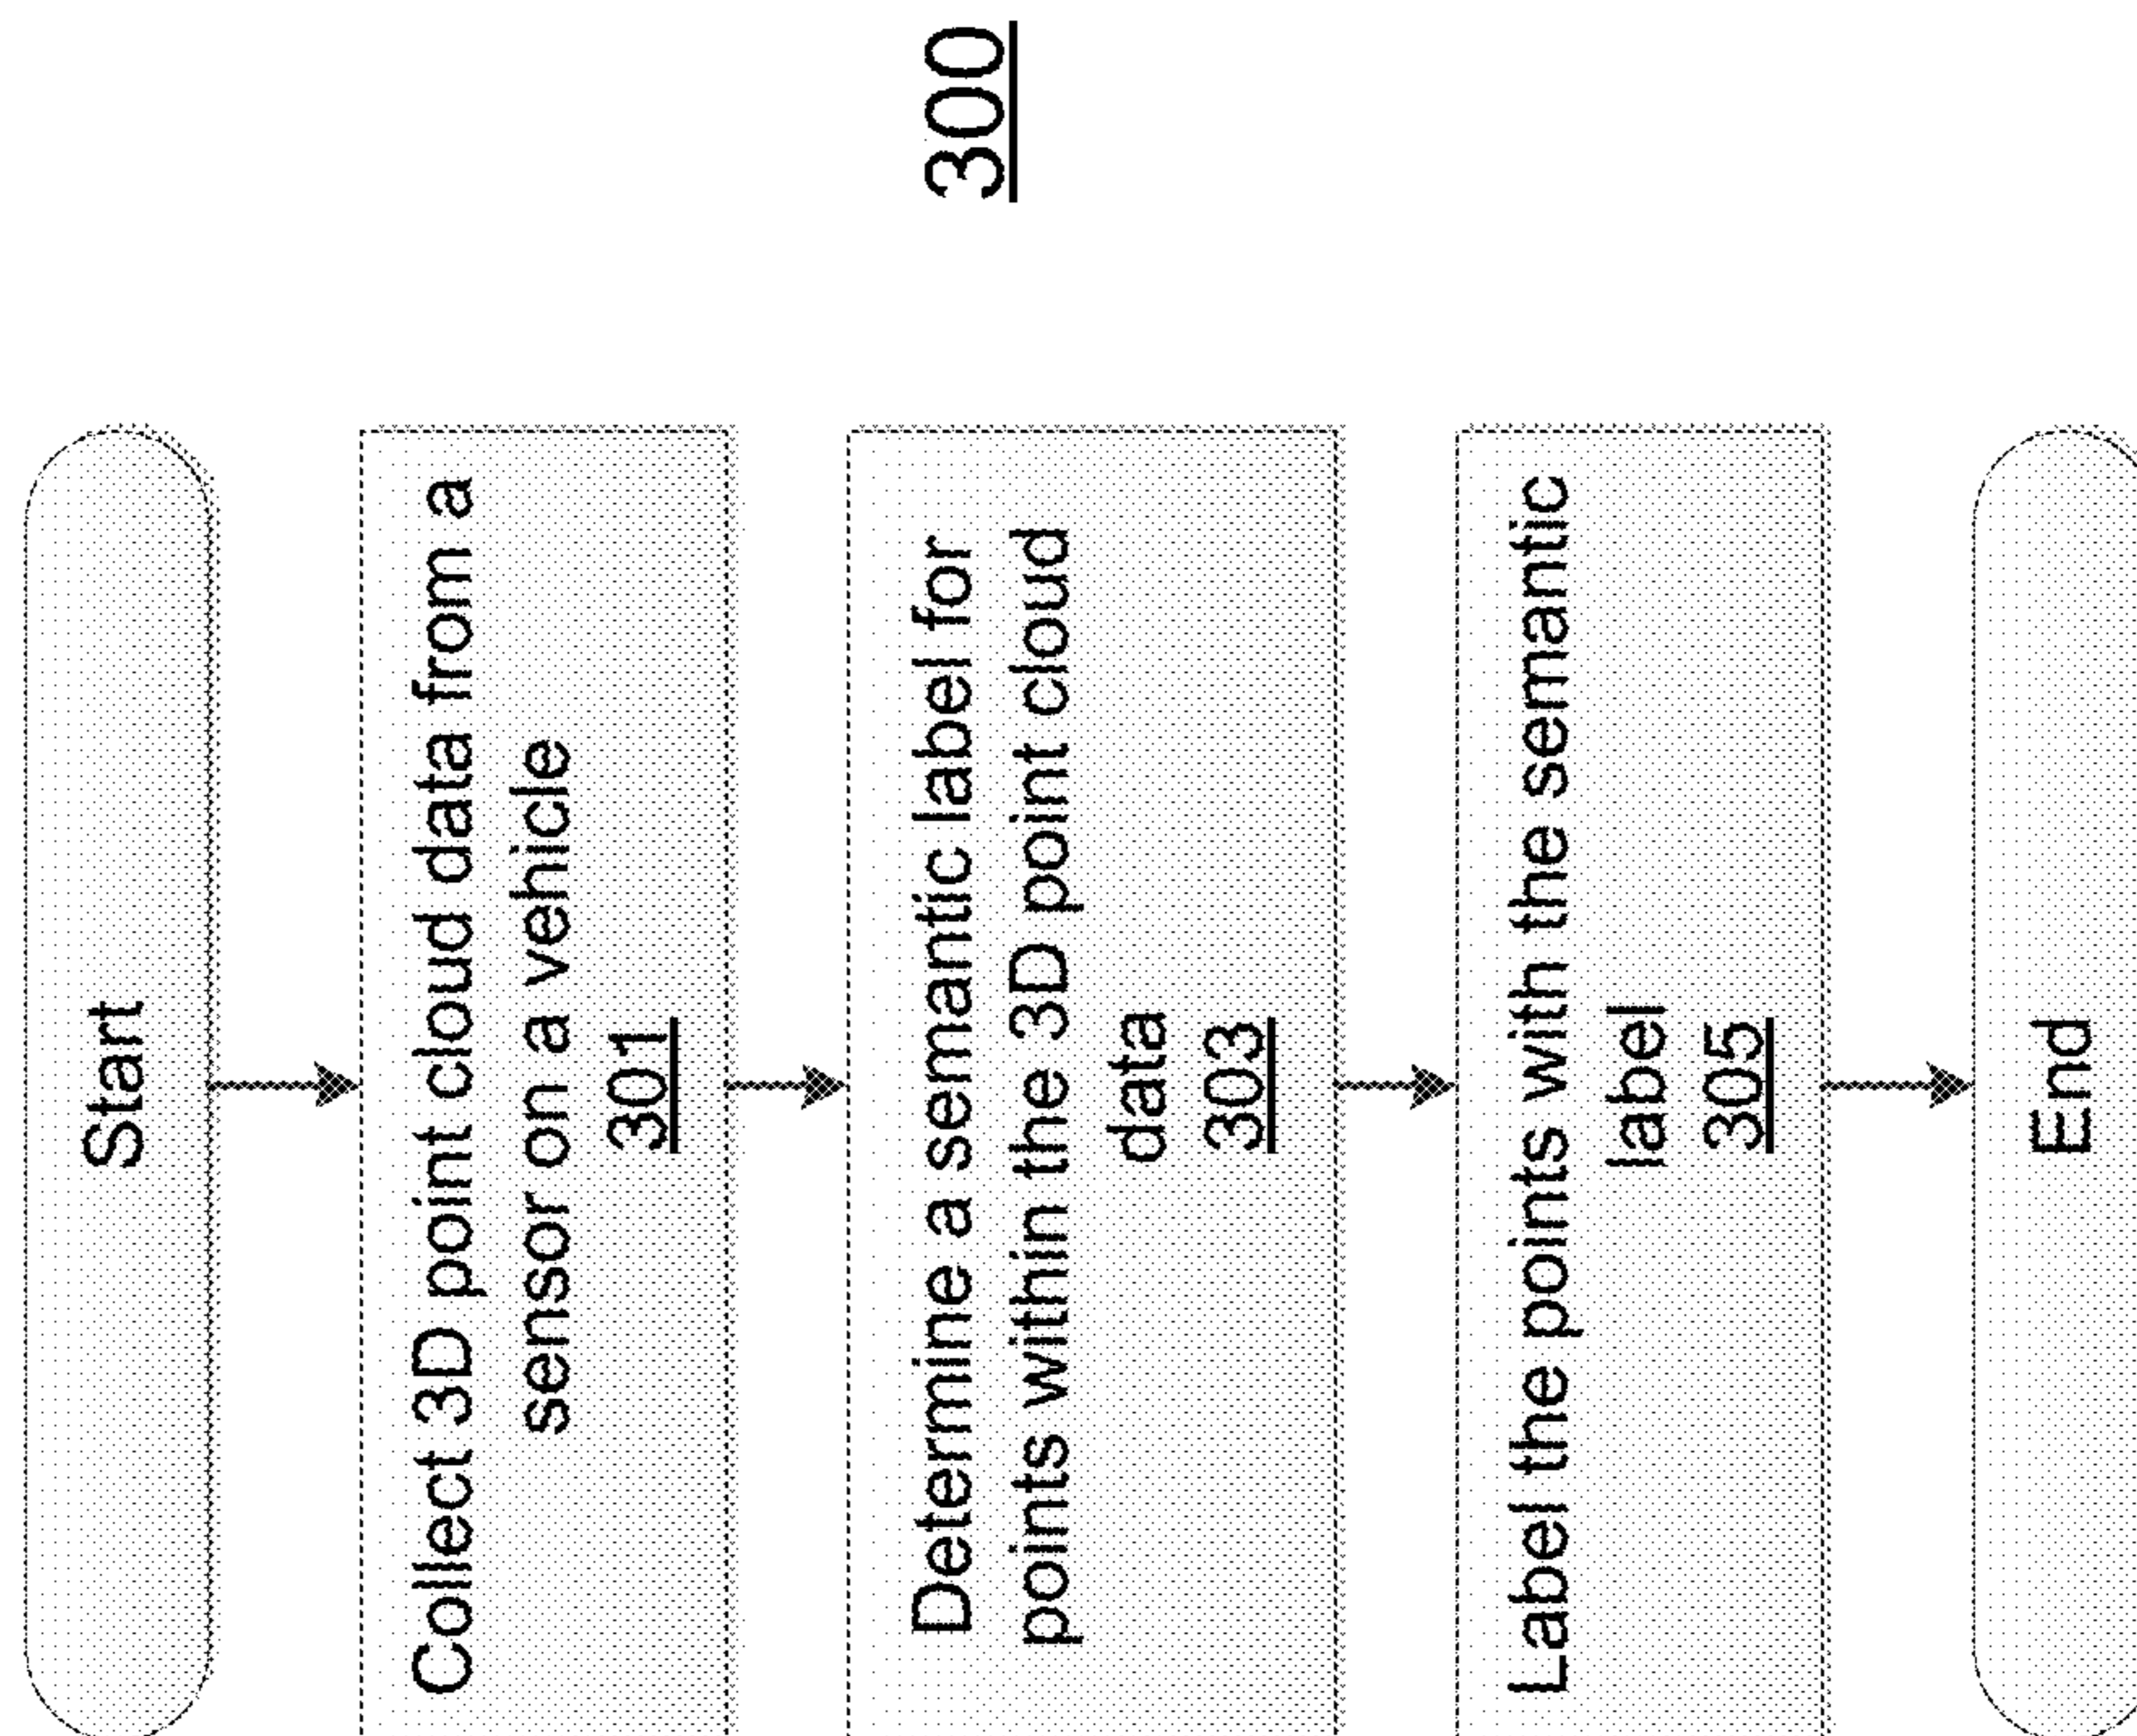 300
Start
Collect 3D point cloud data from a
sensor on a vehicle
301
Determine a semantic label for
points within the 3D point cloud
data
303
Label the points with the semantic
label
305
End